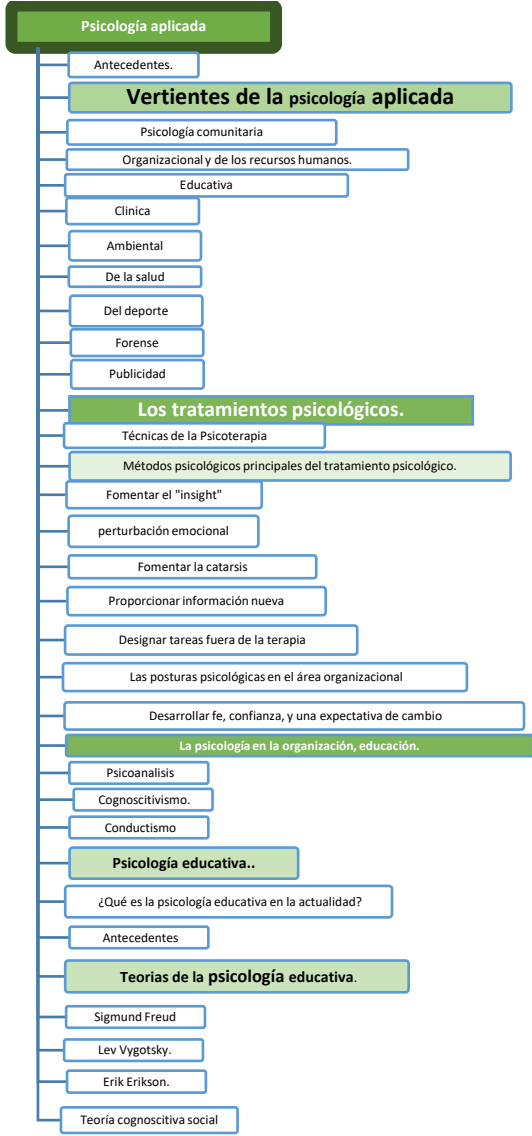 Psicología aplicada
Antecedentes.
Vertientes de la psicología aplicada
Psicología comunitaria
Organizacional y de los recursos humanos.
Educativa
Clinica
Ambiental
De la salud
Del deporte
Forense
Publicidad
Los tratamientos psicológicos.
Técnicas de la Psicoterapia
Métodos psicológicos principales del tratamiento psicológico.
Fomentar el "insight"
perturbación emocional
Fomentar la catarsis
Proporcionar información nueva
Designar tareas fuera de la terapia
Las posturas psicológicas en el área organizacional
Desarrollar fe, confianza, y una expectativa de cambio
La psicología en la organización, educación.
Psicoanalisis
Cognoscitivismo.
Conductismo
Psicología educativa..
¿Qué es la psicología educativa en la actualidad?
Antecedentes
Teorias de la psicología educativa.
Sigmund Freud
Lev Vygotsky.
Erik Erikson.
Teoría cognoscitiva social